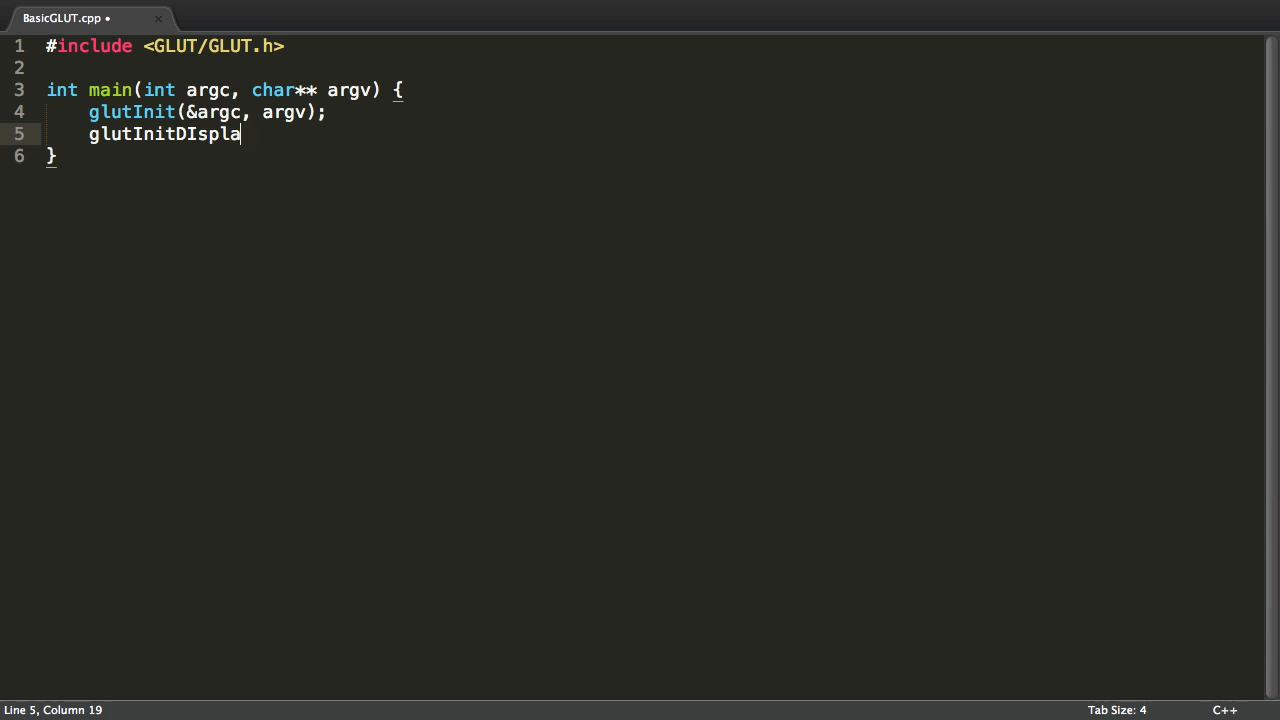 BasicGLUT.cpp • ×
1 #include <GLUT/GLUT.h>
2
3 int main(int argc, char** argv) {
4 glutInit(&argc, argv);
5 glutInitDIspla
6 }
Line 5, Column 19 Tab Size: 4 C++